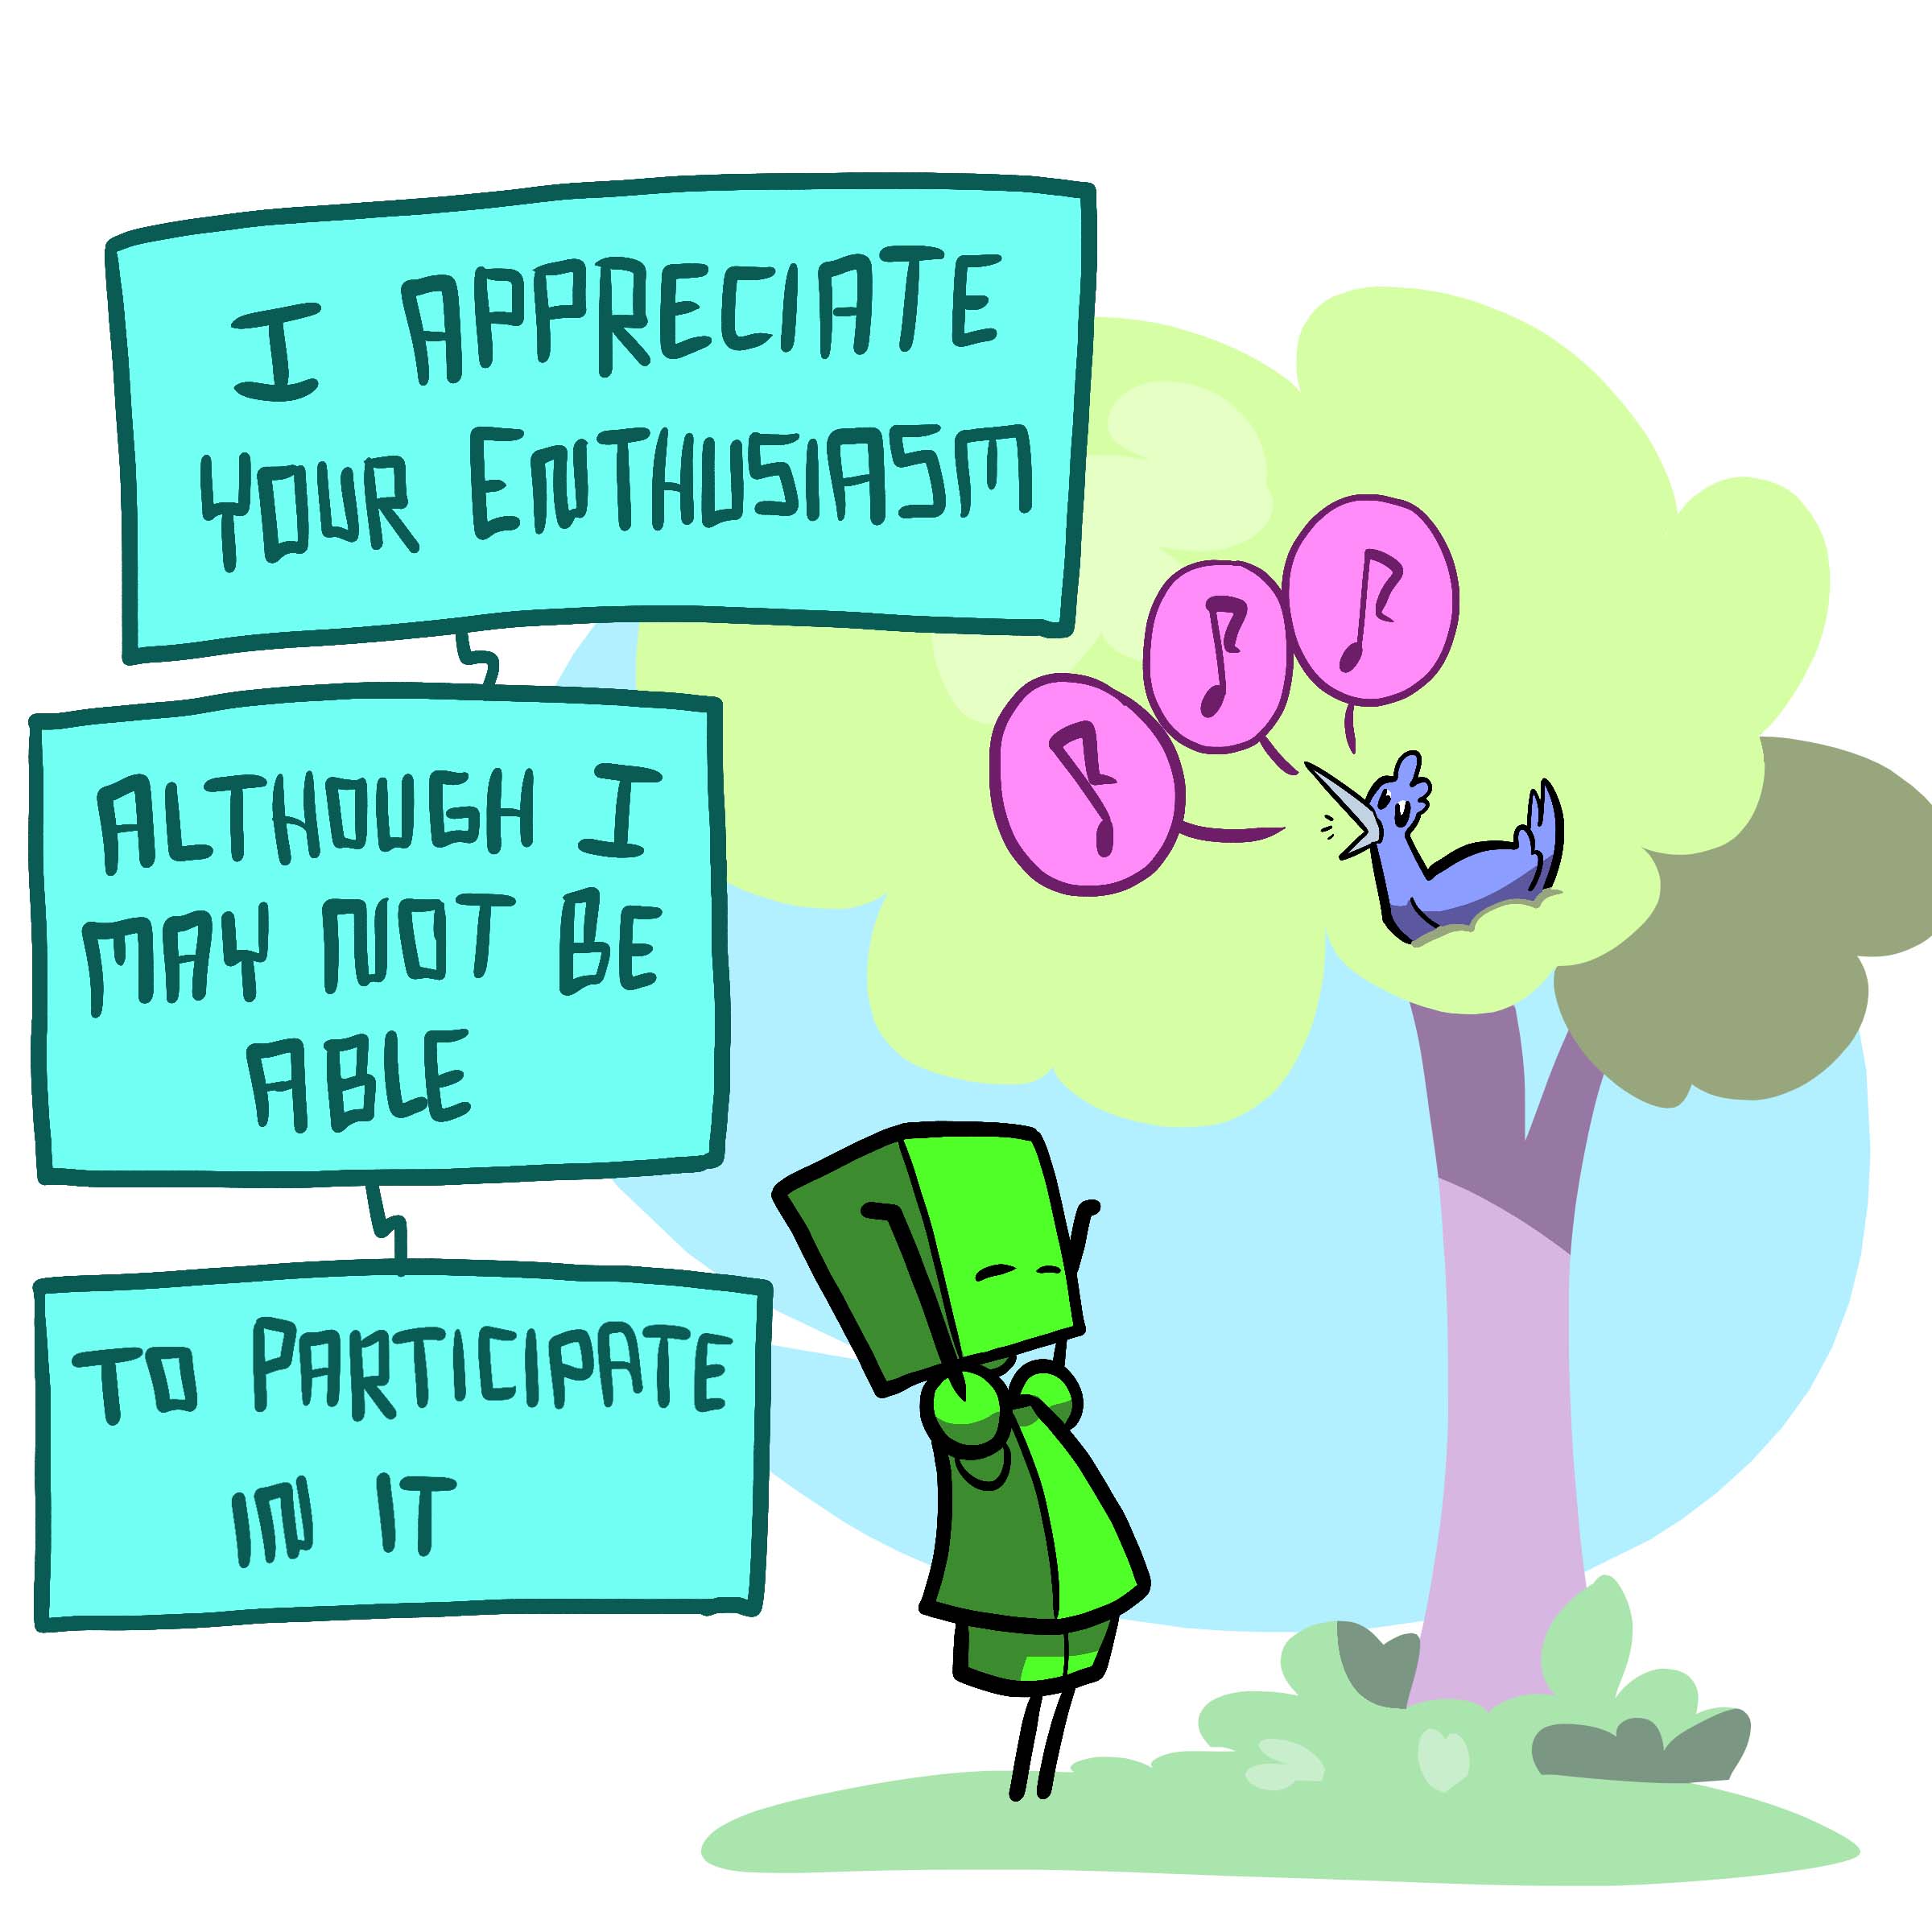 I APPRECIATE
YOUR ENTHUSIASM
ALTHOUGH I
MAY NOT BE
ABLE
TO PARTICIPATE
IN IT